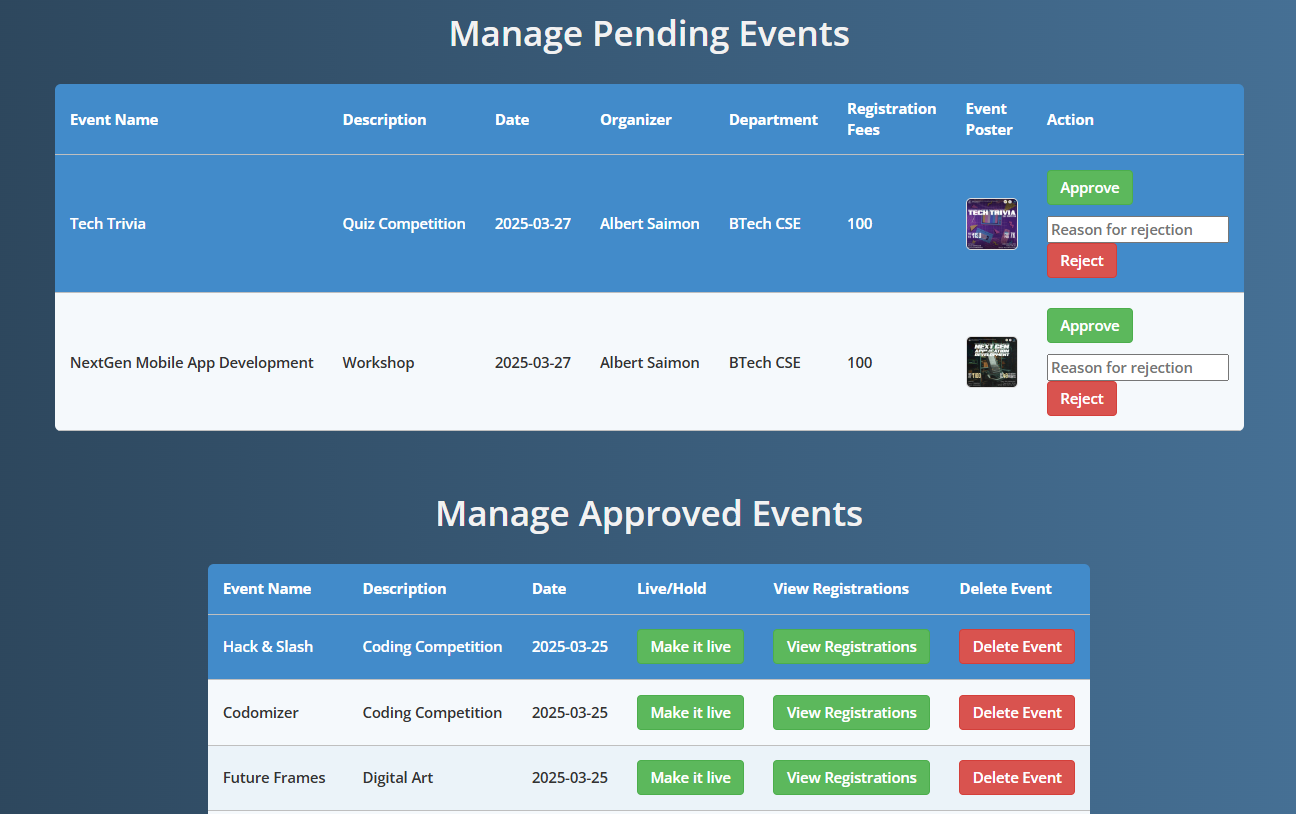 Manage Pending Events
Event Name Description Date Organizer Department Registration Fees Event Poster Action
Tech Trivia Quiz Competition 2025-03-27 Albert Saimon BTech CSE 100 TECH TRIVIA Approve
Reason for rejection
Reject
NextGen Mobile App Development Workshop 2025-03-27 Albert Saimon BTech CSE 100 NEXT GEN APPLICATION DEVELOPMENT Approve
Reason for rejection
Reject
Manage Approved Events
Event Name Description Date Live/Hold View Registrations Delete Event
Hack & Slash Coding Competition 2025-03-25 Make it live View Registrations Delete Event
Codomizer Coding Competition 2025-03-25 Make it live View Registrations Delete Event
Future Frames Digital Art 2025-03-25 Make it live View Registrations Delete Event